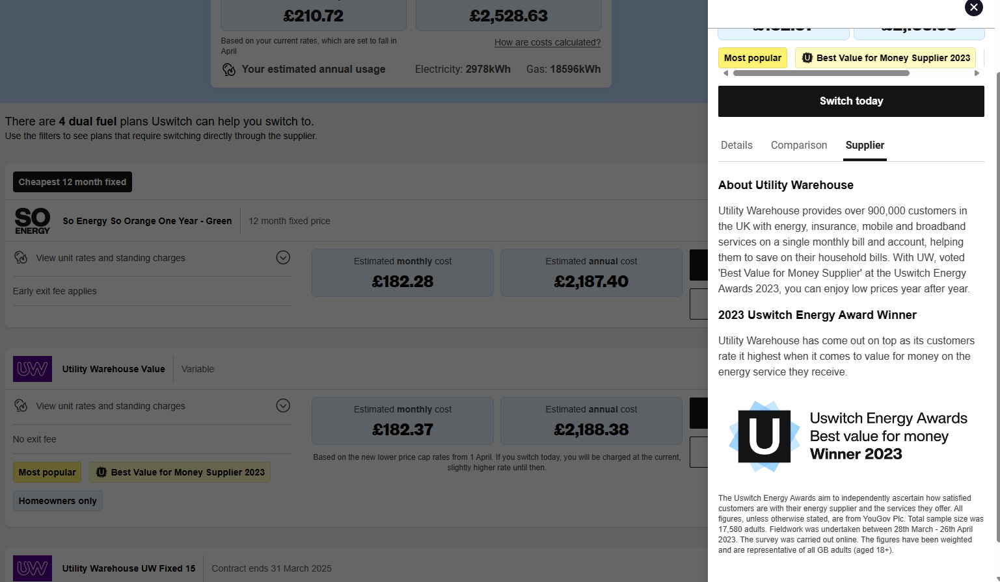 £210.72
£2,528.63
Based on your current rates, which are set to fall in
April
How are costs calculated?
Your estimated annual usage
Electricity: 2978kWh
Gas: 18596kWh
There are 4 dual fuel plans Uswitch can help you switch to.
Use the filters to see plans that require switching directly through the supplier.
Cheapest 12 month fixed
SO
ENERGY
So Energy So Orange One Year - Green
12 month fixed price
View unit rates and standing charges
Early exit fee applies
Estimated monthly cost
£182.28
Estimated annual cost
£2,187.40
UW
Utility Warehouse Value
Variable
View unit rates and standing charges
No exit fee
Most popular
Best Value for Money Supplier 2023
Homeowners only
Estimated monthly cost
£182.37
Estimated annual cost
£2,188.38
Based on the new lower price cap rates from 1 April. If you switch today, you will be charged at the current,
slightly higher rate until then.
UW
Utility Warehouse UW Fixed 15
Contract ends 31 March 2025
Most popular
Best Value for Money Supplier 2023
Switch today
Details
Comparison
Supplier
About Utility Warehouse
Utility Warehouse provides over 900,000 customers in
the UK with energy, insurance, mobile and broadband
services on a single monthly bill and account, helping
them to save on their household bills. With UW, voted
'Best Value for Money Supplier' at the Uswitch Energy
Awards 2023, you can enjoy low prices year after year.
2023 Uswitch Energy Award Winner
Utility Warehouse has come out on top as its customers
rate it highest when it comes to value for money on the
energy service they receive.
U
Uswitch Energy Awards
Best value for money
Winner 2023
The Uswitch Energy Awards aim to independently ascertain how satisfied
customers are with their energy supplier and the services they offer. All
figures, unless otherwise stated, are from YouGov Plc. Total sample size was
17,580 adults. Fieldwork was undertaken between 28th March - 26th April
2023. The survey was carried out online. The figures have been weighted
and are representative of all GB adults (aged 18+).